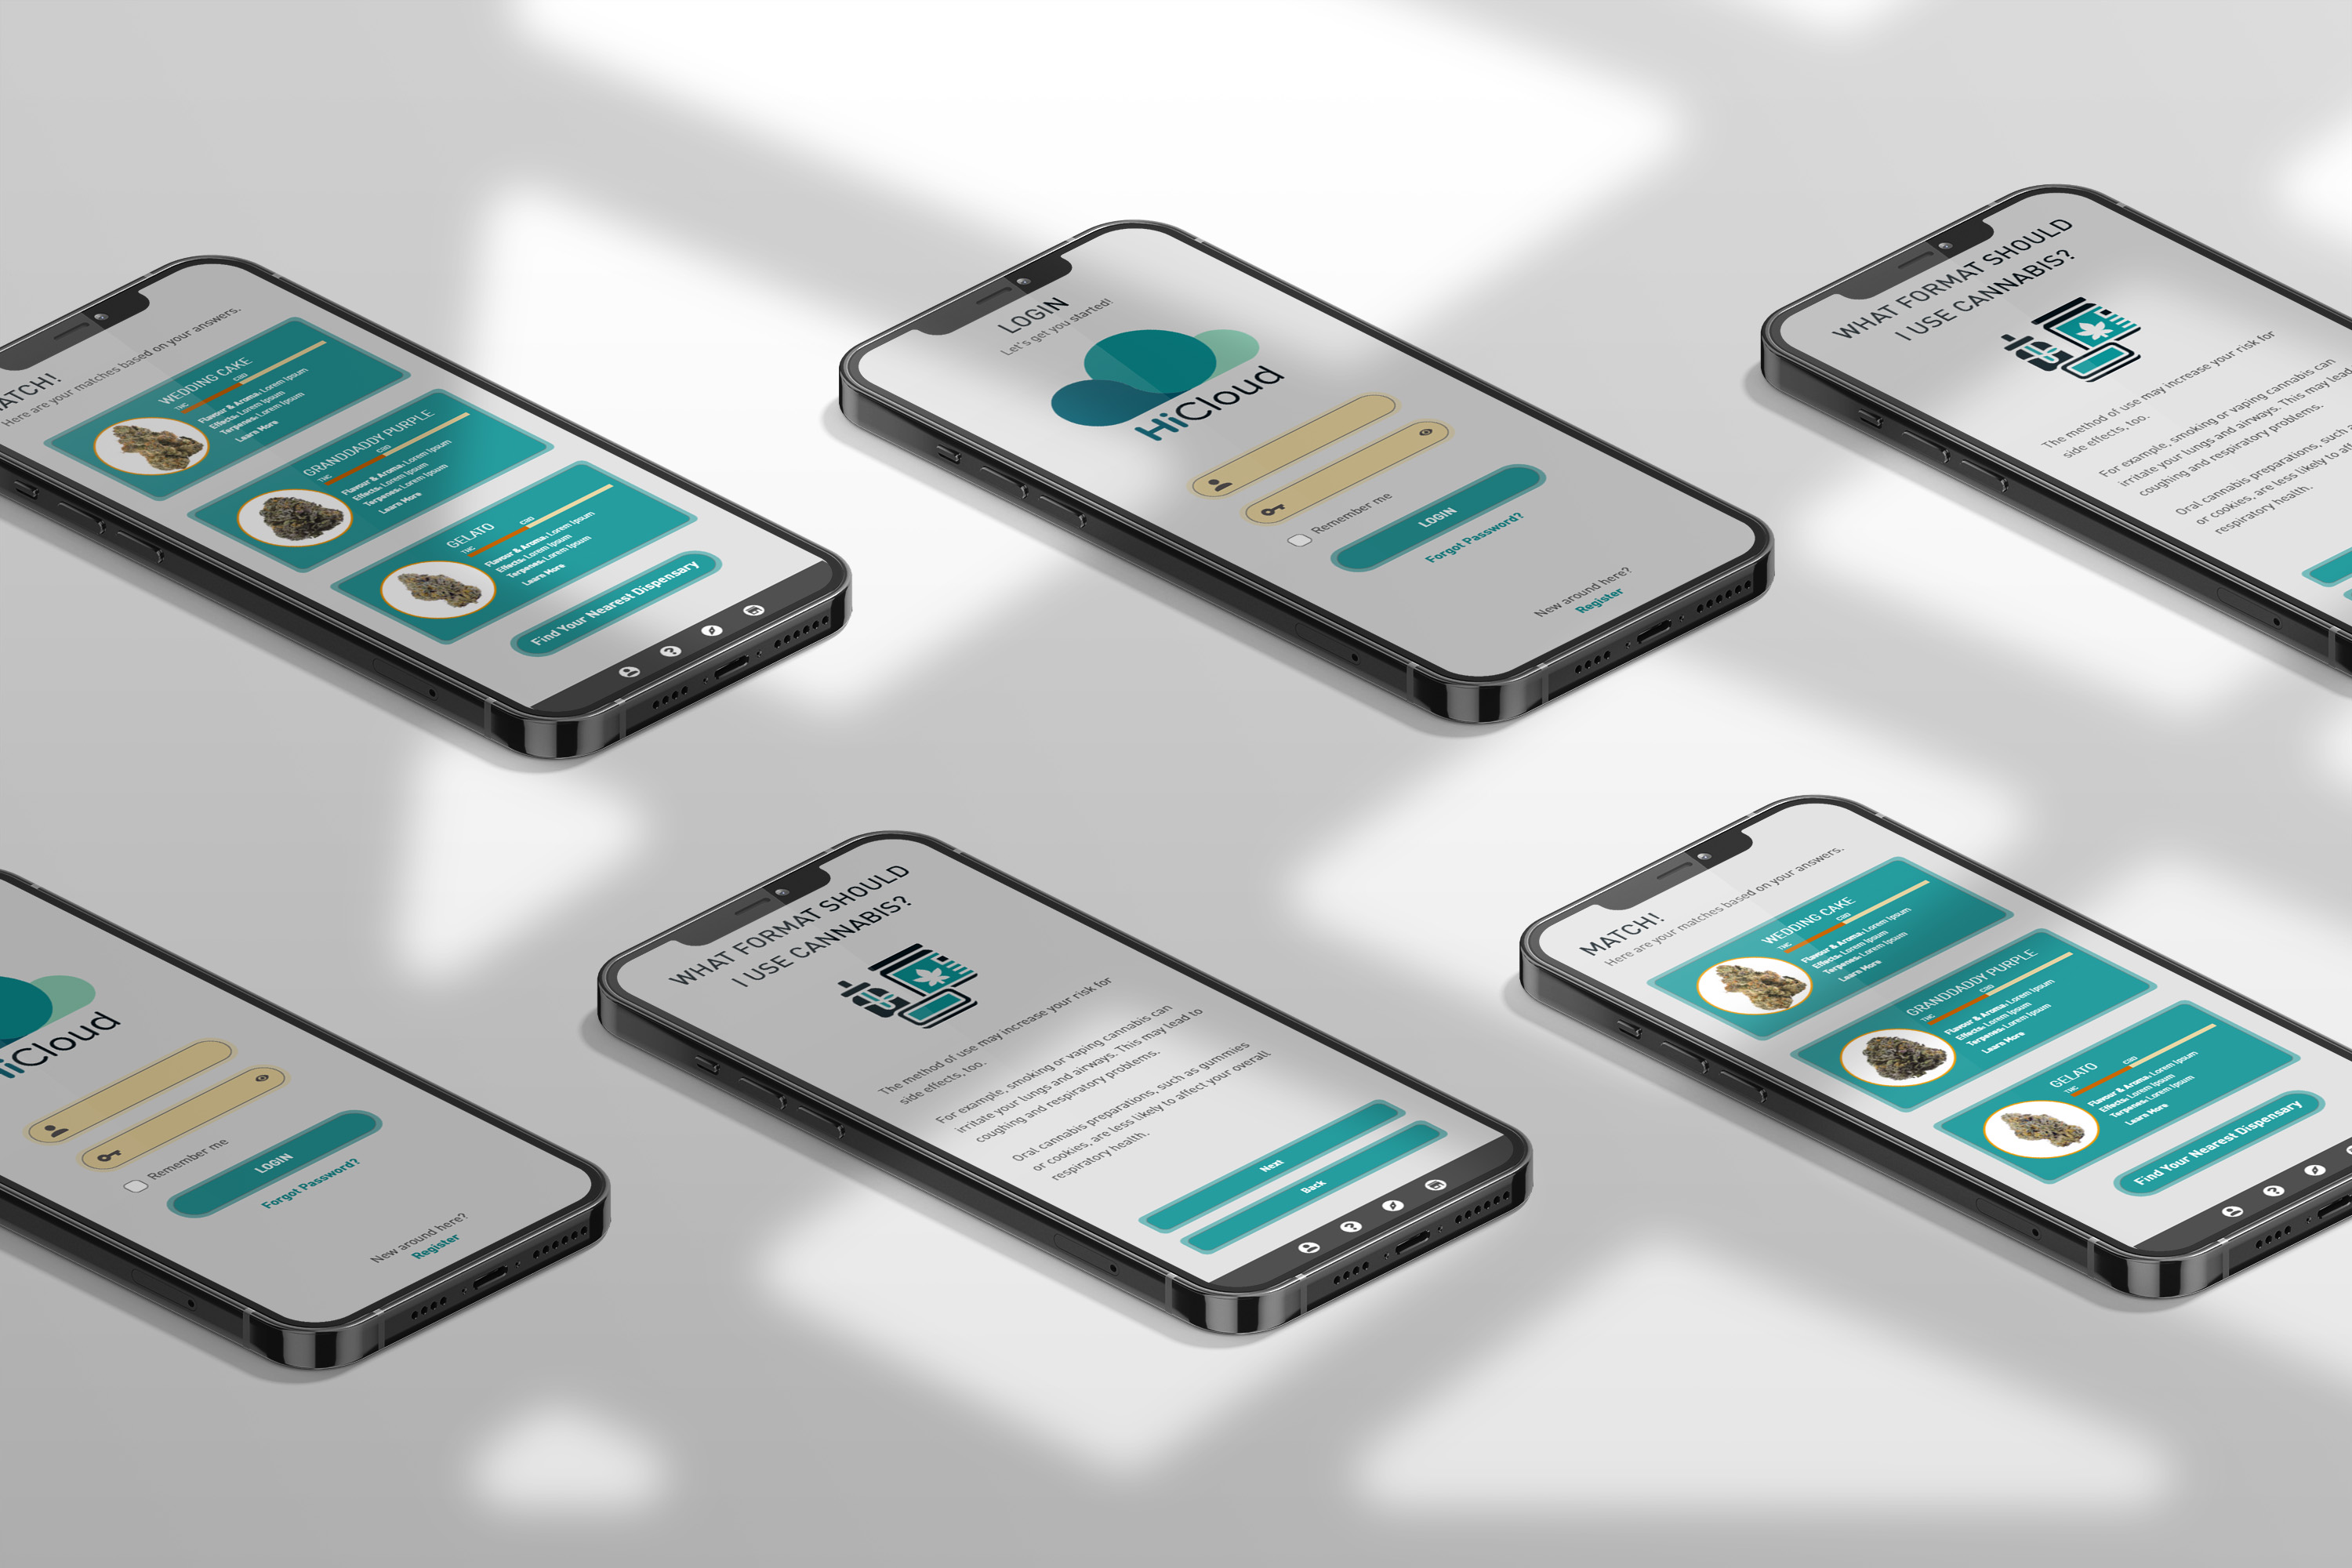 ATCH!
Here are your matches based on your answers.
WEDDING CAKE
THC CBD
Flavour & Aroma: Lorem Ipsum
Effects: Lorem Ipsum
Terpenes: Lorem Ipsum
Learn More
GRANDDADDY PURPLE
THC CBD
Flavour & Aroma: Lorem Ipsum
Effects: Lorem Ipsum
Terpenes: Lorem Ipsum
Learn More
GELATO
THC CBD
Flavour & Aroma: Lorem Ipsum
Effects: Lorem Ipsum
Terpenes: Lorem Ipsum
Learn More
Find Your Nearest Dispensary
LOGIN
Let's get you started!
HiCloud
Remember me
LOGIN
Forgot Password?
New around here?
Register
WHAT FORMAT SHOULD
I USE CANNABIS?
The method of use may increase your risk for
side effects, too.
For example, smoking or vaping cannabis can
irritate your lungs and airways. This may lead
coughing and respiratory problems.
Oral cannabis preparations, such
or cookies, are less likely to
respiratory health.
iCloud
Remember me
LOGIN
Forgot Password?
New around here?
Register
WHAT FORMAT SHOULD
I USE CANNABIS?
The method of use may increase your risk for
side effects, too.
For example, smoking or vaping cannabis can
irritate your lungs and airways. This may lead to
coughing and respiratory problems.
Oral cannabis preparations, such as gummies
or cookies, are less likely to affect your overall
respiratory health.
Next
Back
MATCH!
Here are your matches based on your answers.
WEDDING CAKE
THC CBD
Flavour & Aroma: Lorem Ipsum
Effects: Lorem Ipsum
Terpenes: Lorem Ipsum
Learn More
GRANDDADDY PURPLE
THC CBD
Flavour & Aroma: Lorem Ipsum
Effects: Lorem Ipsum
Terpenes: Lorem Ipsum
Learn More
GELATO
THC CBD
Flavour & Aroma: Lorem Ipsum
Effects: Lorem Ipsum
Terpenes: Lorem Ipsum
Learn More
Find Your Nearest Dispensary